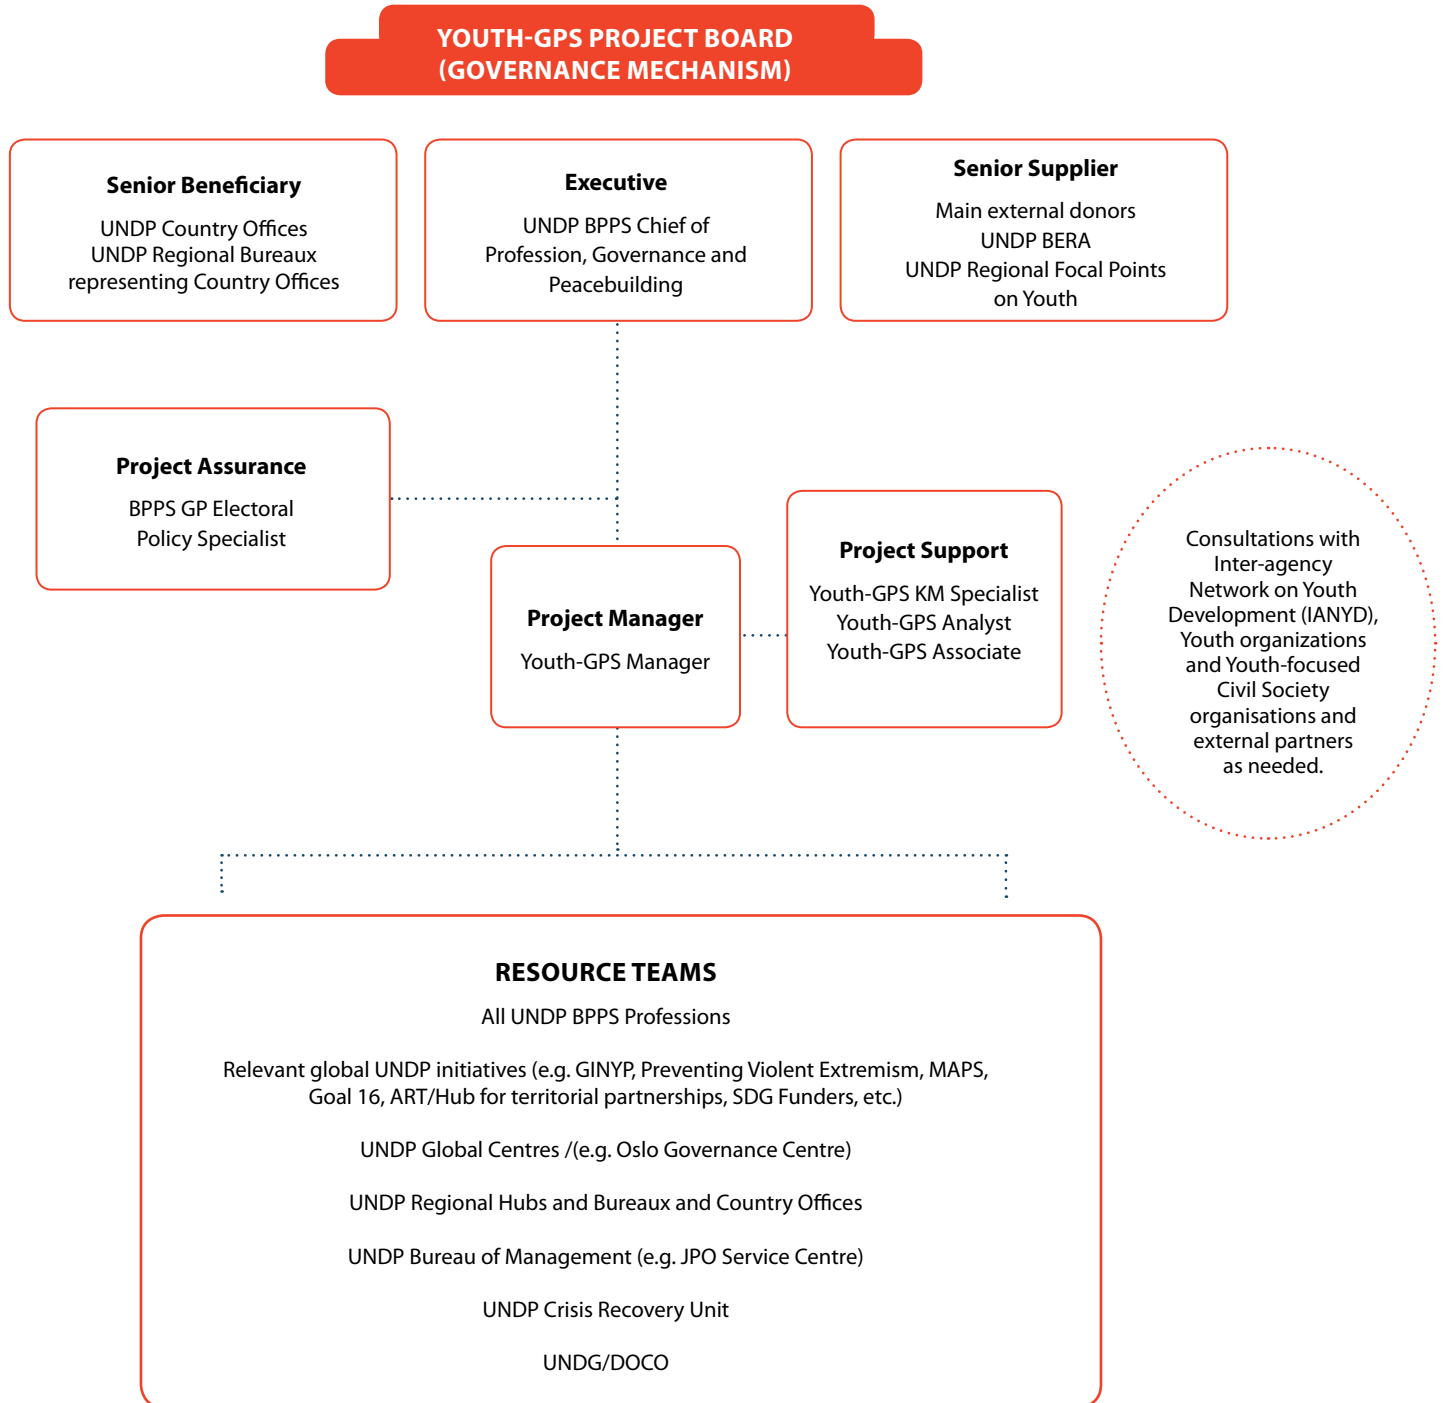 YOUTH-GPS PROJECT BOARD
(GOVERNANCE MECHANISM)
Senior Beneficiary
UNDP Country Offices
UNDP Regional Bureaux
representing Country Offices
Executive
UNDP BPPS Chief of
Profession, Governance and
Peacebuilding
Senior Supplier
Main external donors
UNDP BERA
UNDP Regional Focal Points
on Youth
Project Assurance
BPPS GP Electoral
Policy Specialist
Project Manager
Youth-GPS Manager
Project Support
Youth-GPS KM Specialist
Youth-GPS Analyst
Youth-GPS Associate
Consultations with
Inter-agency
Network on Youth
Development (IANYD),
Youth organizations
and Youth-focused
Civil Society
organisations and
external partners
as needed.
RESOURCE TEAMS
All UNDP BPPS Professions
Relevant global UNDP initiatives (e.g. GINYP, Preventing Violent Extremism, MAPS,
Goal 16, ART/Hub for territorial partnerships, SDG Funders, etc.)
UNDP Global Centres /(e.g. Oslo Governance Centre)
UNDP Regional Hubs and Bureaux and Country Offices
UNDP Bureau of Management (e.g. JPO Service Centre)
UNDP Crisis Recovery Unit
UNDG/DOCO